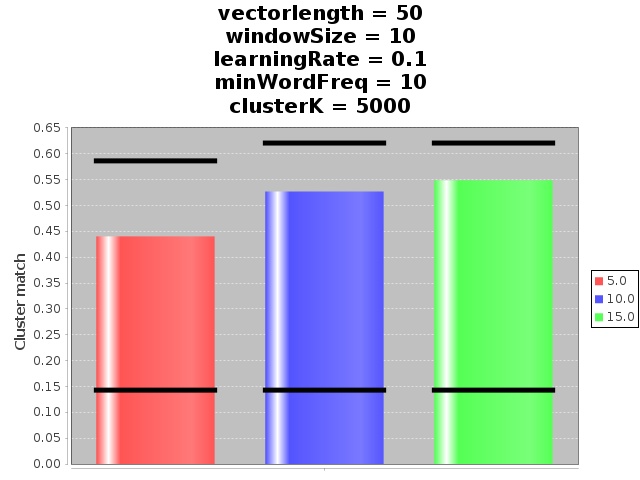 vectorlength = 50
windowSize = 10
learningRate = 0.1
minWordFreq = 10
clusterK = 5000
0.65
0.60
0.55
0.50
0.45
0.40
0.35
0.30
0.25
0.20
0.15
0.10
0.05
0.00
Cluster match
5.0
10.0
15.0